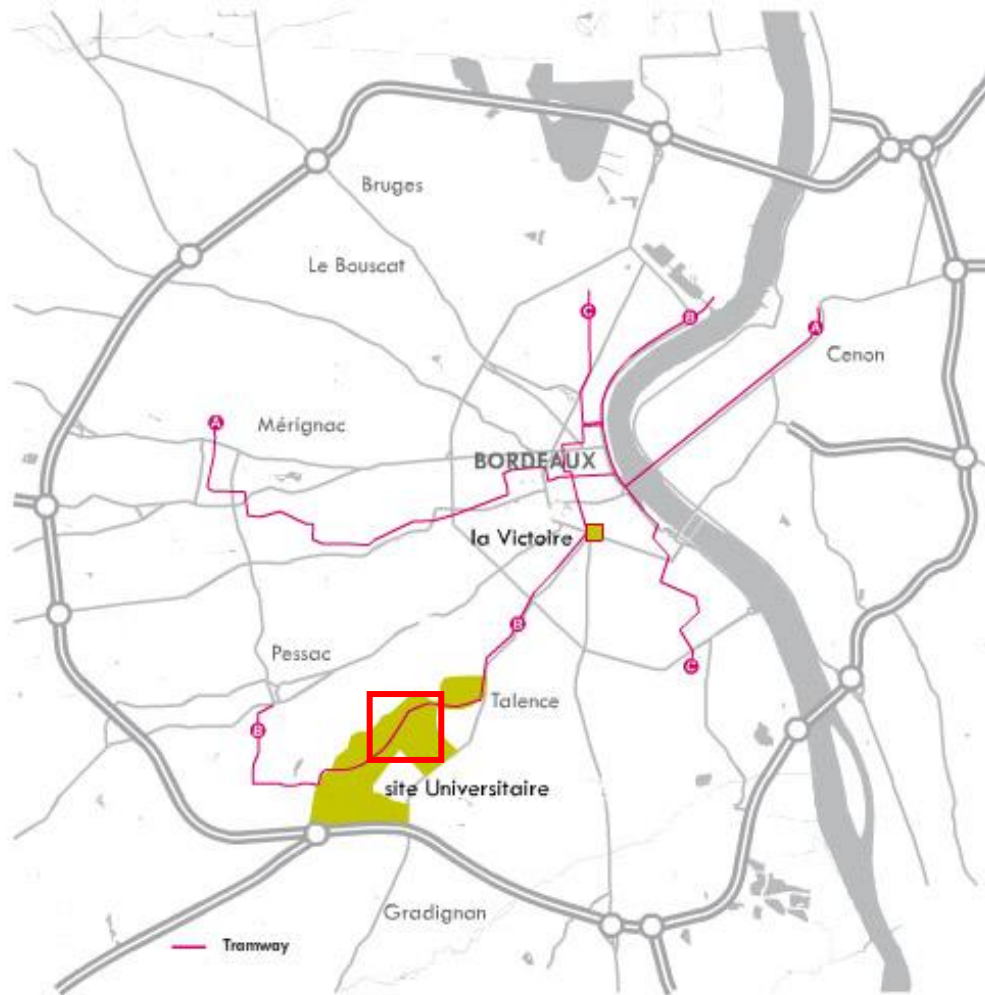 Bruges
Le Bouscat
C
B
A
Cenon
A
Mérignac
BORDEAUX
la Victoire
B
Pessac
C
Talence
B
site Universitaire
Gradignan
Tramway